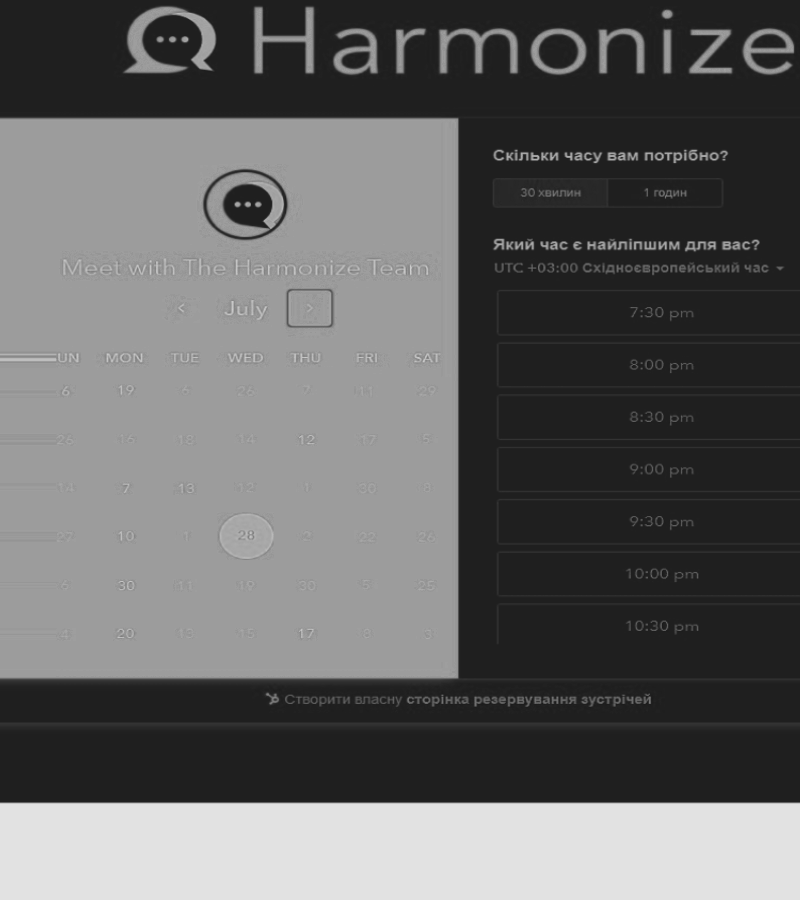 Harmonize
Meet with The Harmonize Team
< July >
UN MON TUE WED THU FRI SAT
6 19 6 26 7 11 29
26 16 18 14 12 17 5
14 7 13 12 1 30 8
27 10 1 28 2 22 26
6 30 11 19 30 5 25
4 20 13 15 17 8 3
Скільки часу вам потрібно?
30 хвилин 1 годин
Який час є найліпшим для вас?
UTC +03:00 Східноєвропейський час
7:30 pm
8:00 pm
8:30 pm
9:00 pm
9:30 pm
10:00 pm
10:30 pm
Створити власну сторінка резервування зустрічей